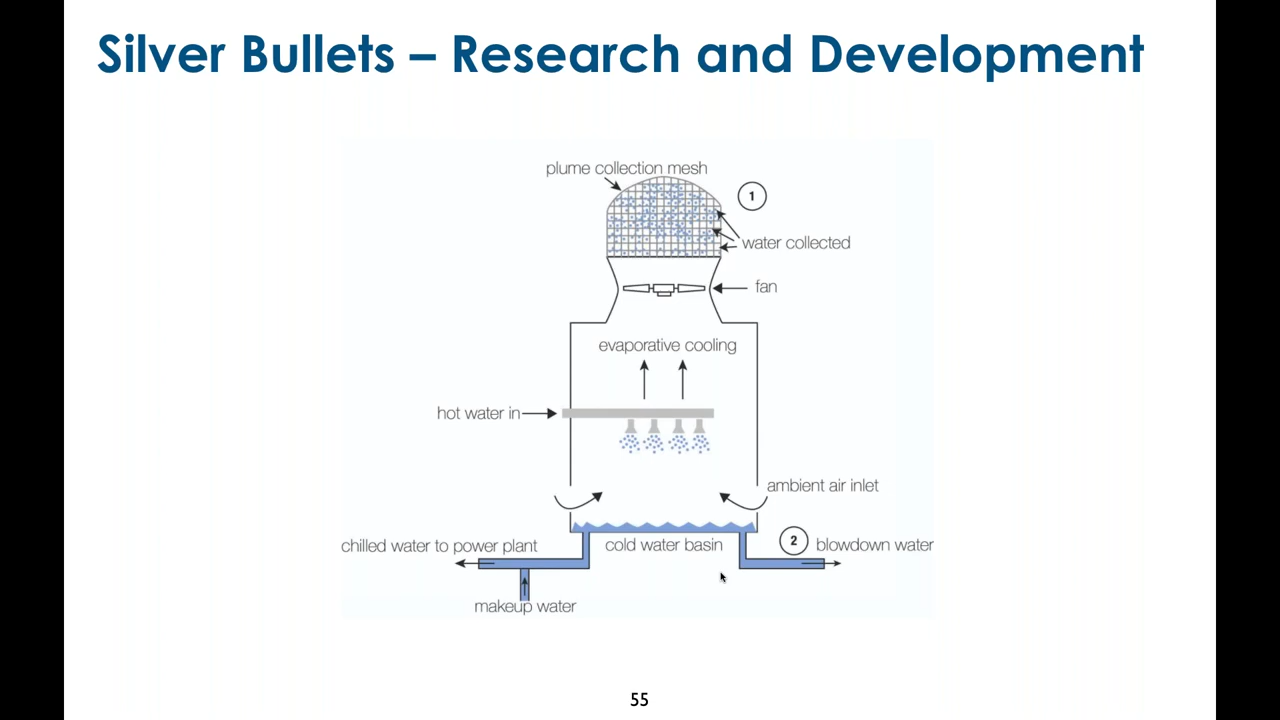 Silver Bullets – Research and Development
plume collection mesh
1
water collected
fan
evaporative cooling
hot water in
ambient air inlet
chilled water to power plant
cold water basin
2
blowdown water
makeup water
55